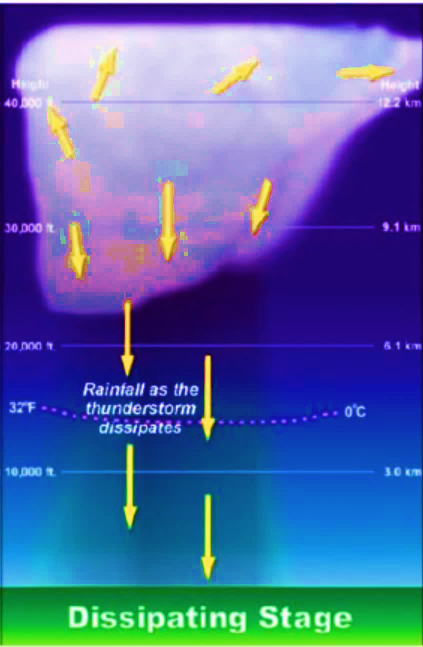 Height
Height
40,000 ft.
12.2 km
30,000 ft.
9.1 km
20,000 ft.
6.1 km
Rainfall as the
thunderstorm
dissipates
32°F
0°C
10,000 ft.
3.0 km
Dissipating Stage